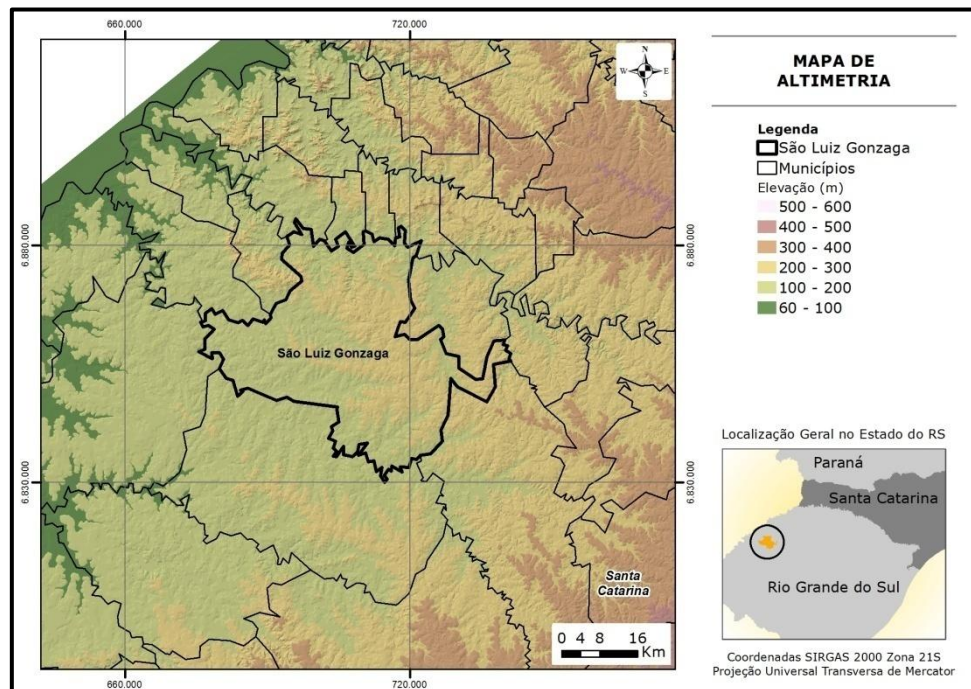 660.000
720.000
N
W E
S
6.880.000
6.880.000
São Luiz Gonzaga
6.830.000
6.830.000
Santa
Catarina
0 4 8 16
Km
660.000
720.000
MAPA DE
ALTIMETRIA
Legenda
São Luiz Gonzaga
Municípios
Elevação (m)
500 - 600
400 - 500
300 - 400
200 - 300
100 - 200
60 - 100
Localização Geral no Estado do RS
Paraná
Santa Catarina
Rio Grande do Sul
Coordenadas SIRGAS 2000 Zona 21S
Projeção Universal Transversa de Mercator